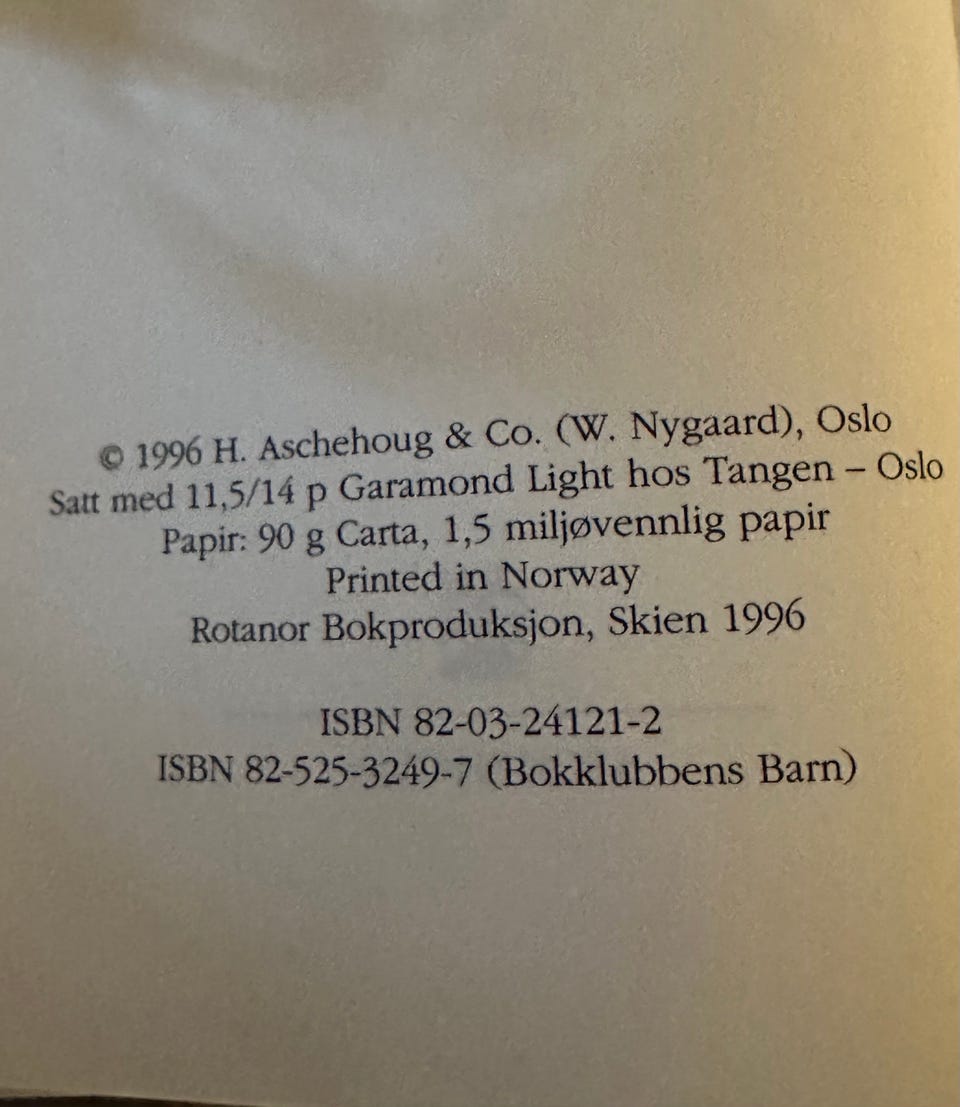 © 1996 H. Aschehoug & Co. (W. Nygaard), Oslo
Satt med 11,5/14 p Garamond Light hos Tangen – Oslo
Papir: 90 g Carta, 1,5 miljøvennlig papir
Printed in Norway
Rotanor Bokproduksjon, Skien 1996
ISBN 82-03-24121-2
ISBN 82-525-3249-7 (Bokklubbens Barn)